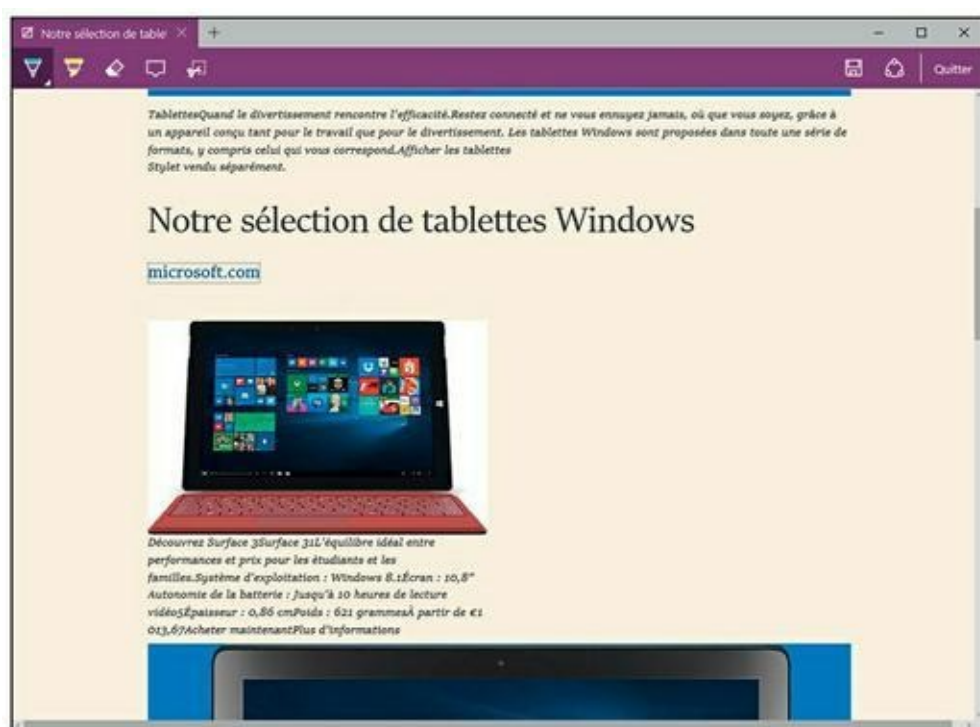 Notre sélection de table
Quitter
TablettesQuand le divertissement rencontre l'efficacité.Restez connecté et ne vous ennuyez jamais, où que vous soyez, grâce à
un appareil conçu tant pour le travail que pour le divertissement. Les tablettes Windows sont proposées dans toute une série de
formats, y compris celui qui vous correspond.Afficher les tablettes
Stylet vendu séparément.
Notre sélection de tablettes Windows
microsoft.com
Découvrez Surface 3Surface 31L'équilibre idéal entre
performances et prix pour les étudiants et les
familles.Système d'exploitation : Windows 8.1Écran : 10,8"
Autonomie de la batterie : Jusqu'à 10 heures de lecture
vidéo5Épaisseur : 0,86 cmPoids : 621 grammesÀ partir de €1
013,67Acheter maintenantPlus d'informations